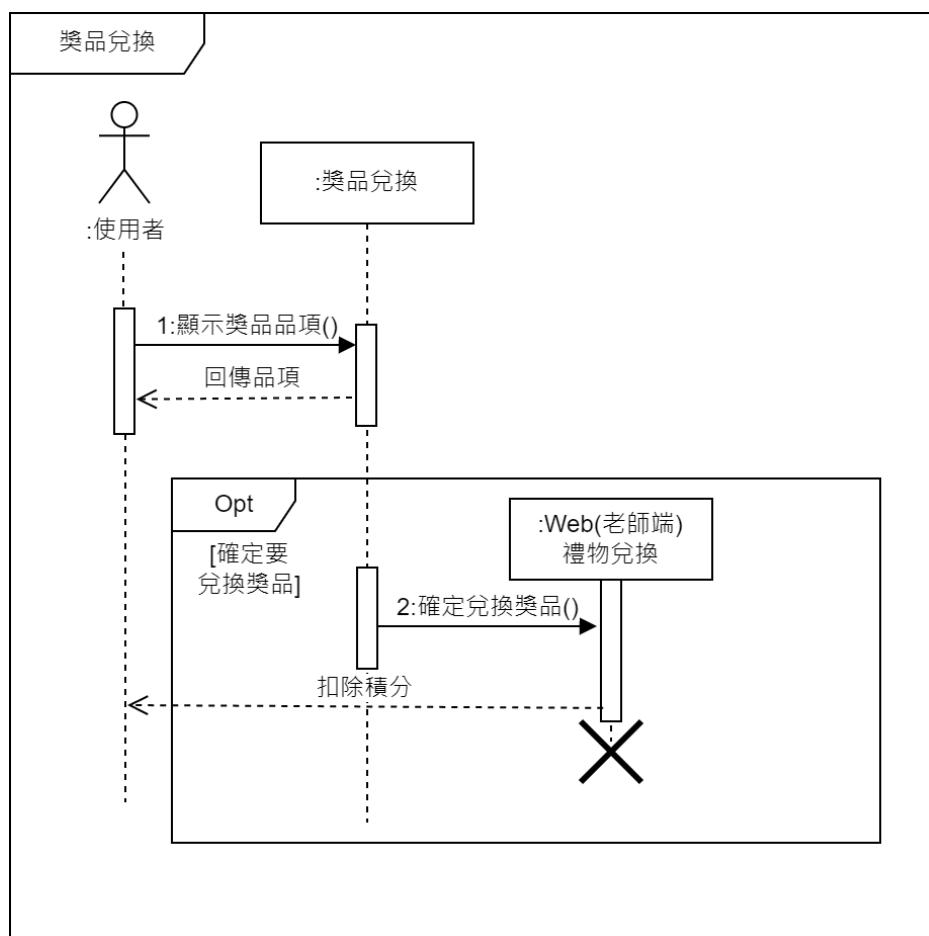 獎品兌換
:獎品兌換
:使用者
1:顯示獎品品項()
回傳品項
Opt
:Web(老師端)
禮物兌換
[確定要
兌換獎品]
2:確定兌換獎品()
扣除積分